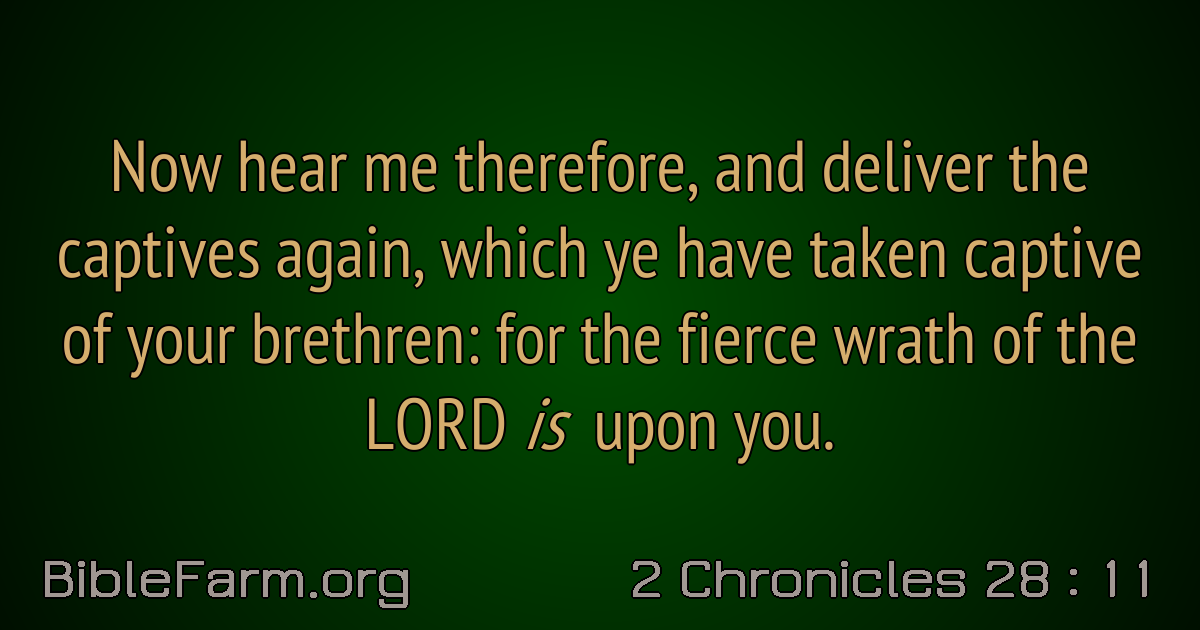 Now hear me therefore, and deliver the
captives again, which ye have taken captive
of your brethren: for the fierce wrath of the
LORD is upon you.
BibleFarm.org
2 Chronicles 28 : 11